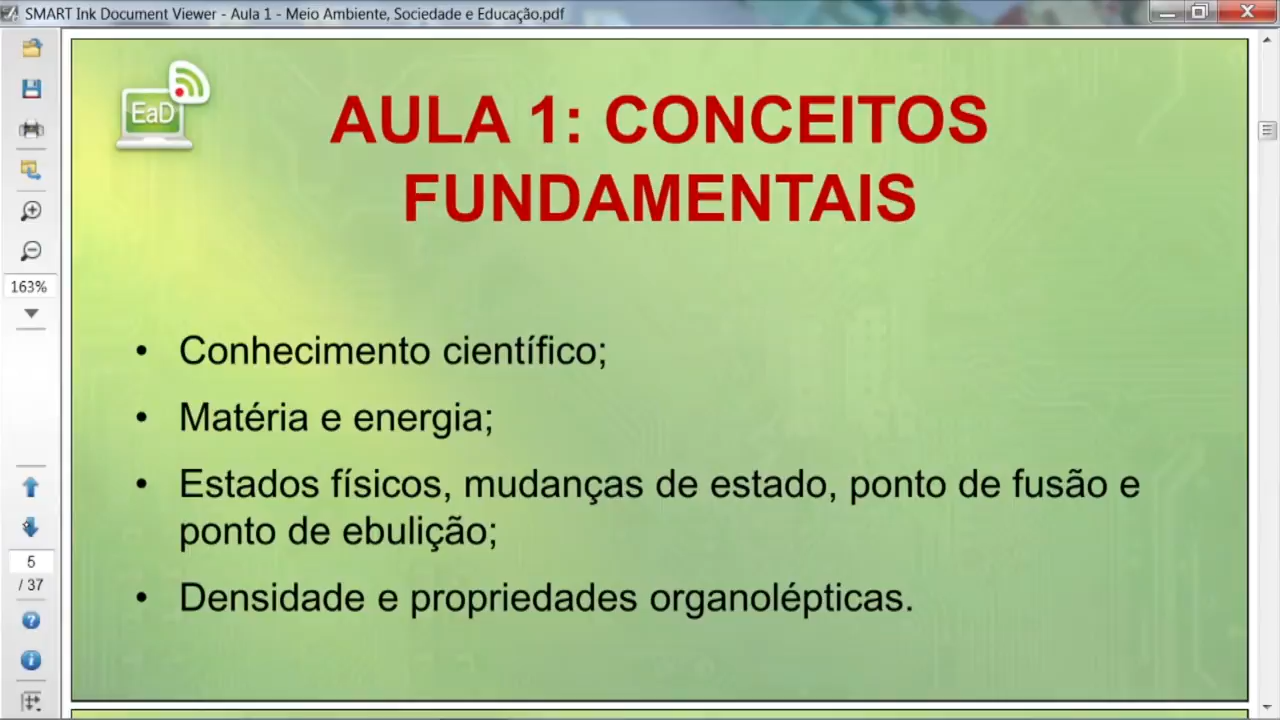 SMART Ink Document Viewer - Aula 1 - Meio Ambiente, Sociedade e Educação.pdf
EaD
AULA 1: CONCEITOS
FUNDAMENTAIS
163%
• Conhecimento científico;
• Matéria e energia;
• Estados físicos, mudanças de estado, ponto de fusão e
ponto de ebulição;
• Densidade e propriedades organolépticas.
5
/ 37